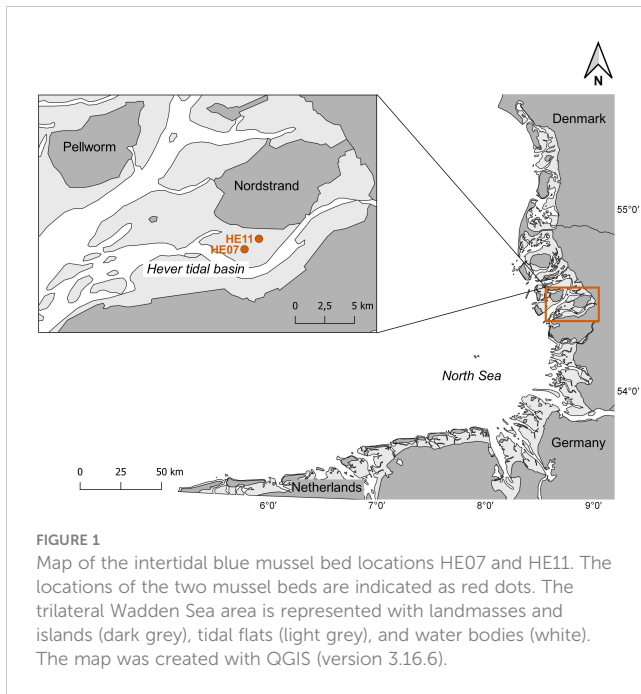 N
Denmark
Pellworm
Nordstrand
55°0'
HE11
HE07
Hever tidal basin
0 2,5 5 km
North Sea
54°0'
Germany
0 25 50 km
Netherlands
6°0' 7°0' 8°0' 9°0'
FIGURE 1
Map of the intertidal blue mussel bed locations HE07 and HE11. The
locations of the two mussel beds are indicated as red dots. The
trilateral Wadden Sea area is represented with landmasses and
islands (dark grey), tidal flats (light grey), and water bodies (white).
The map was created with QGIS (version 3.16.6).